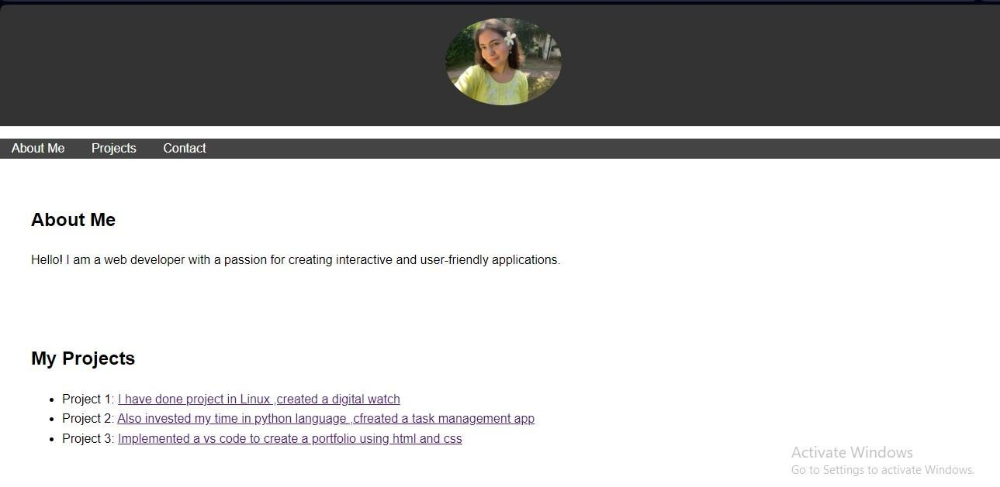 About Me Projects Contact
About Me
Hello! I am a web developer with a passion for creating interactive and user-friendly applications.
My Projects
Project 1: I have done project in Linux ,created a digital watch
Project 2: Also invested my time in python language ,cfreated a task management app
Project 3: Implemented a vs code to create a portfolio using html and css
Activate Windows
Go to Settings to activate Windows.